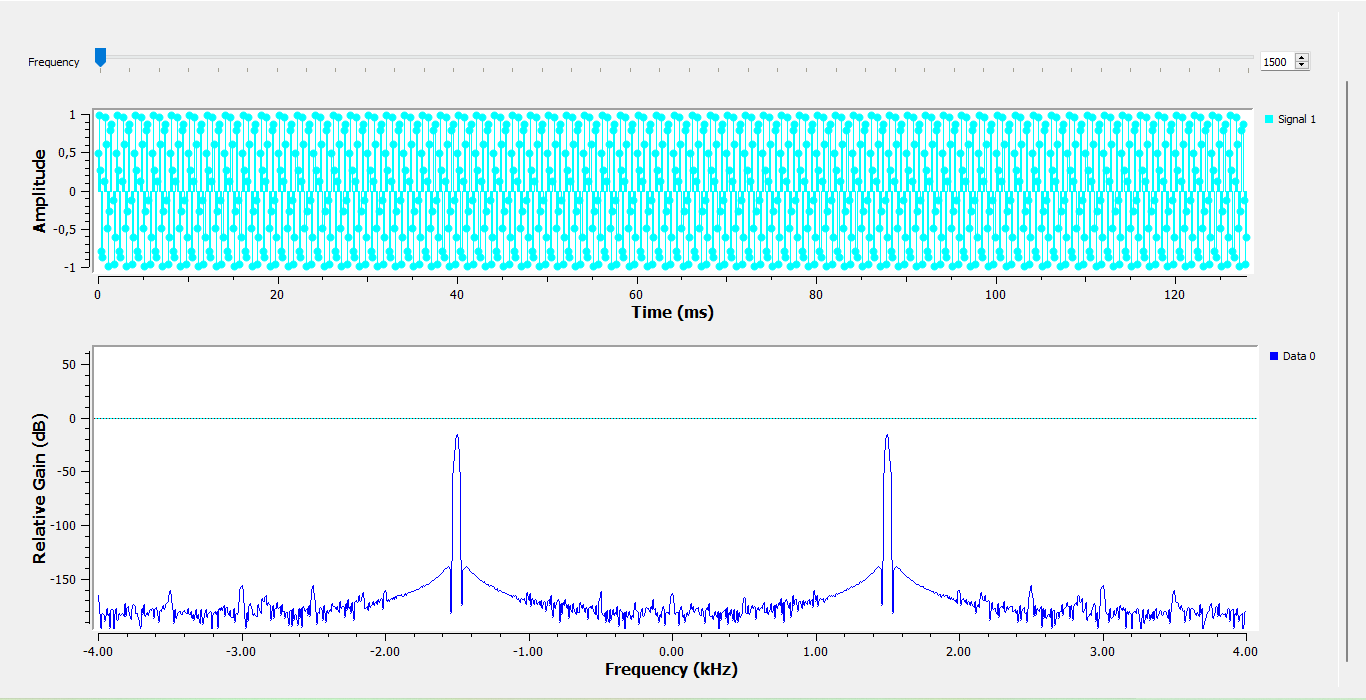 Frequency
1500
1
0,5
0
-0,5
-1
Amplitude
Signal 1
0 20 40 60 80 100 120
Time (ms)
50
0
-50
-100
-150
Relative Gain (dB)
Data 0
-4.00 -3.00 -2.00 -1.00 0.00 1.00 2.00 3.00 4.00
Frequency (kHz)